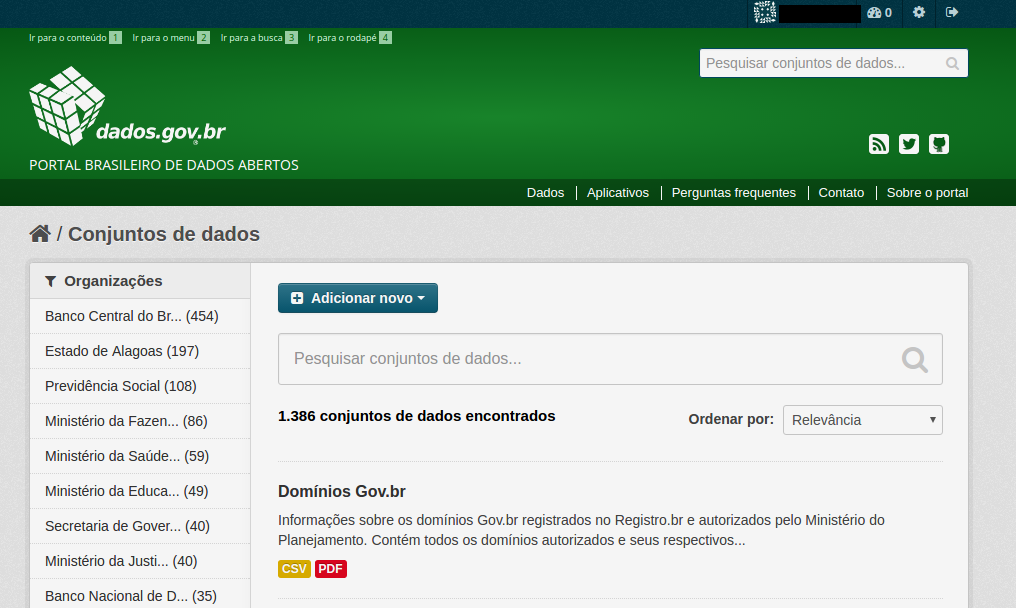 0
Ir para o conteúdo 1 Ir para o menu 2 Ir para a busca 3 Ir para o rodapé 4
Pesquisar conjuntos de dados...
dados.gov.br
PORTAL BRASILEIRO DE DADOS ABERTOS
Dados Aplicativos Perguntas frequentes Contato Sobre o portal
/ Conjuntos de dados
Organizações
Banco Central do Br... (454)
Estado de Alagoas (197)
Previdência Social (108)
Ministério da Fazen... (86)
Ministério da Saúde... (59)
Ministério da Educa... (49)
Secretaria de Gover... (40)
Ministério da Justi... (40)
Banco Nacional de D... (35)
Adicionar novo
Pesquisar conjuntos de dados...
1.386 conjuntos de dados encontrados
Ordenar por: Relevância
Domínios Gov.br
Informações sobre os domínios Gov.br registrados no Registro.br e autorizados pelo Ministério do
Planejamento. Contém todos os domínios autorizados e seus respectivos...
CSV PDF